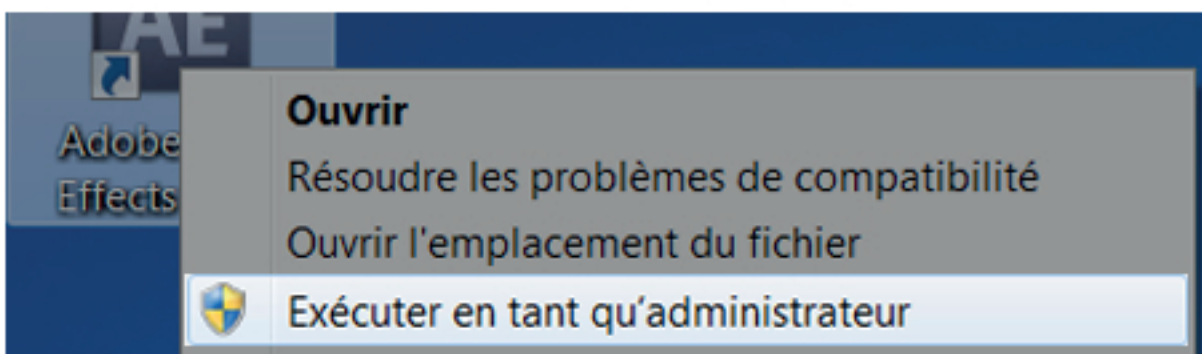 AE
Adobe
Effects
Ouvrir
Résoudre les problèmes de compatibilité
Ouvrir l'emplacement du fichier
Exécuter en tant qu’administrateur